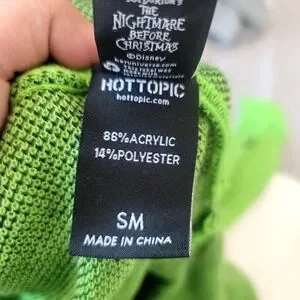 THE
NIGHTMARE
BEFORE
CHRISTMAS
©Disney
HOTTOPIC
hottopic.com
86%ACRYLIC
14%POLYESTER
SM
MADE IN CHINA